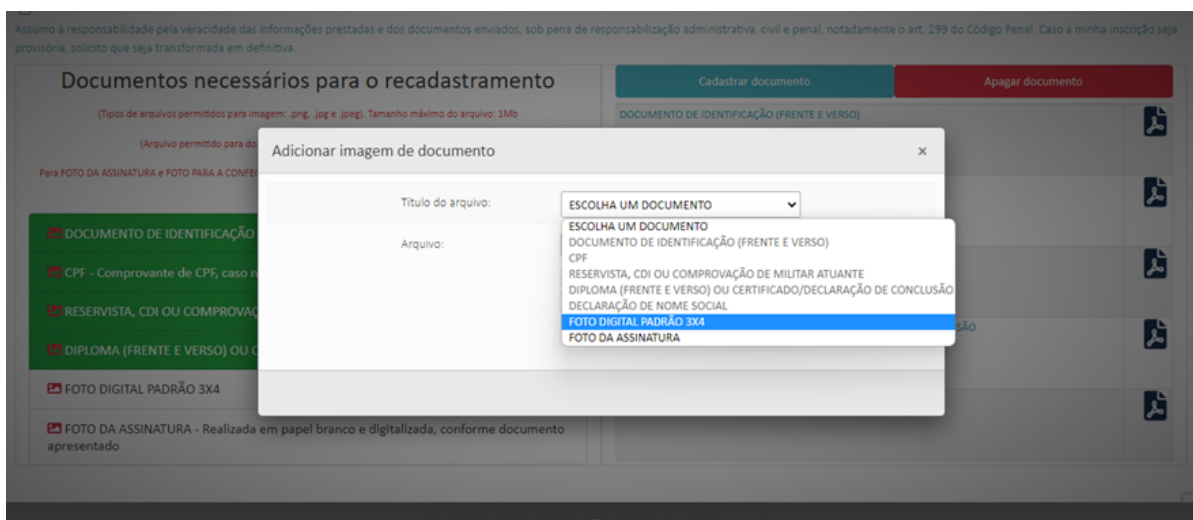 Assumo a responsabilidade pela veracidade das informações prestadas e dos documentos enviados, sob pena de responsabilização administrativa, civil e penal, notadamente o art. 299 do Código Penal. Caso a minha inscrição seja
provisória, solicito que seja transformada em definitiva.
Documentos necessários para o recadastramento
(Tipos de arquivos permitidos para imagem: .png, .jpg e .jpeg). Tamanho máximo do arquivo: 1Mb
(Arquivo permitido para do
Para FOTO DA ASSINATURA e FOTO PARA A CONFEC
DOCUMENTO DE IDENTIFICAÇÃO
CPF - Comprovante de CPF, caso n
RESERVISTA, CDI OU COMPROVAÇ
DIPLOMA (FRENTE E VERSO) OU C
FOTO DIGITAL PADRÃO 3X4
FOTO DA ASSINATURA - Realizada em papel branco e digitalizada, conforme documento
apresentado
Cadastrar documento
Apagar documento
DOCUMENTO DE IDENTIFICAÇÃO (FRENTE E VERSO)
SÃO
Adicionar imagem de documento
×
Título do arquivo:
ESCOLHA UM DOCUMENTO
Arquivo:
ESCOLHA UM DOCUMENTO
DOCUMENTO DE IDENTIFICAÇÃO (FRENTE E VERSO)
CPF
RESERVISTA, CDI OU COMPROVAÇÃO DE MILITAR ATUANTE
DIPLOMA (FRENTE E VERSO) OU CERTIFICADO/DECLARAÇÃO DE CONCLUSÃO
DECLARAÇÃO DE NOME SOCIAL
FOTO DIGITAL PADRÃO 3X4
FOTO DA ASSINATURA